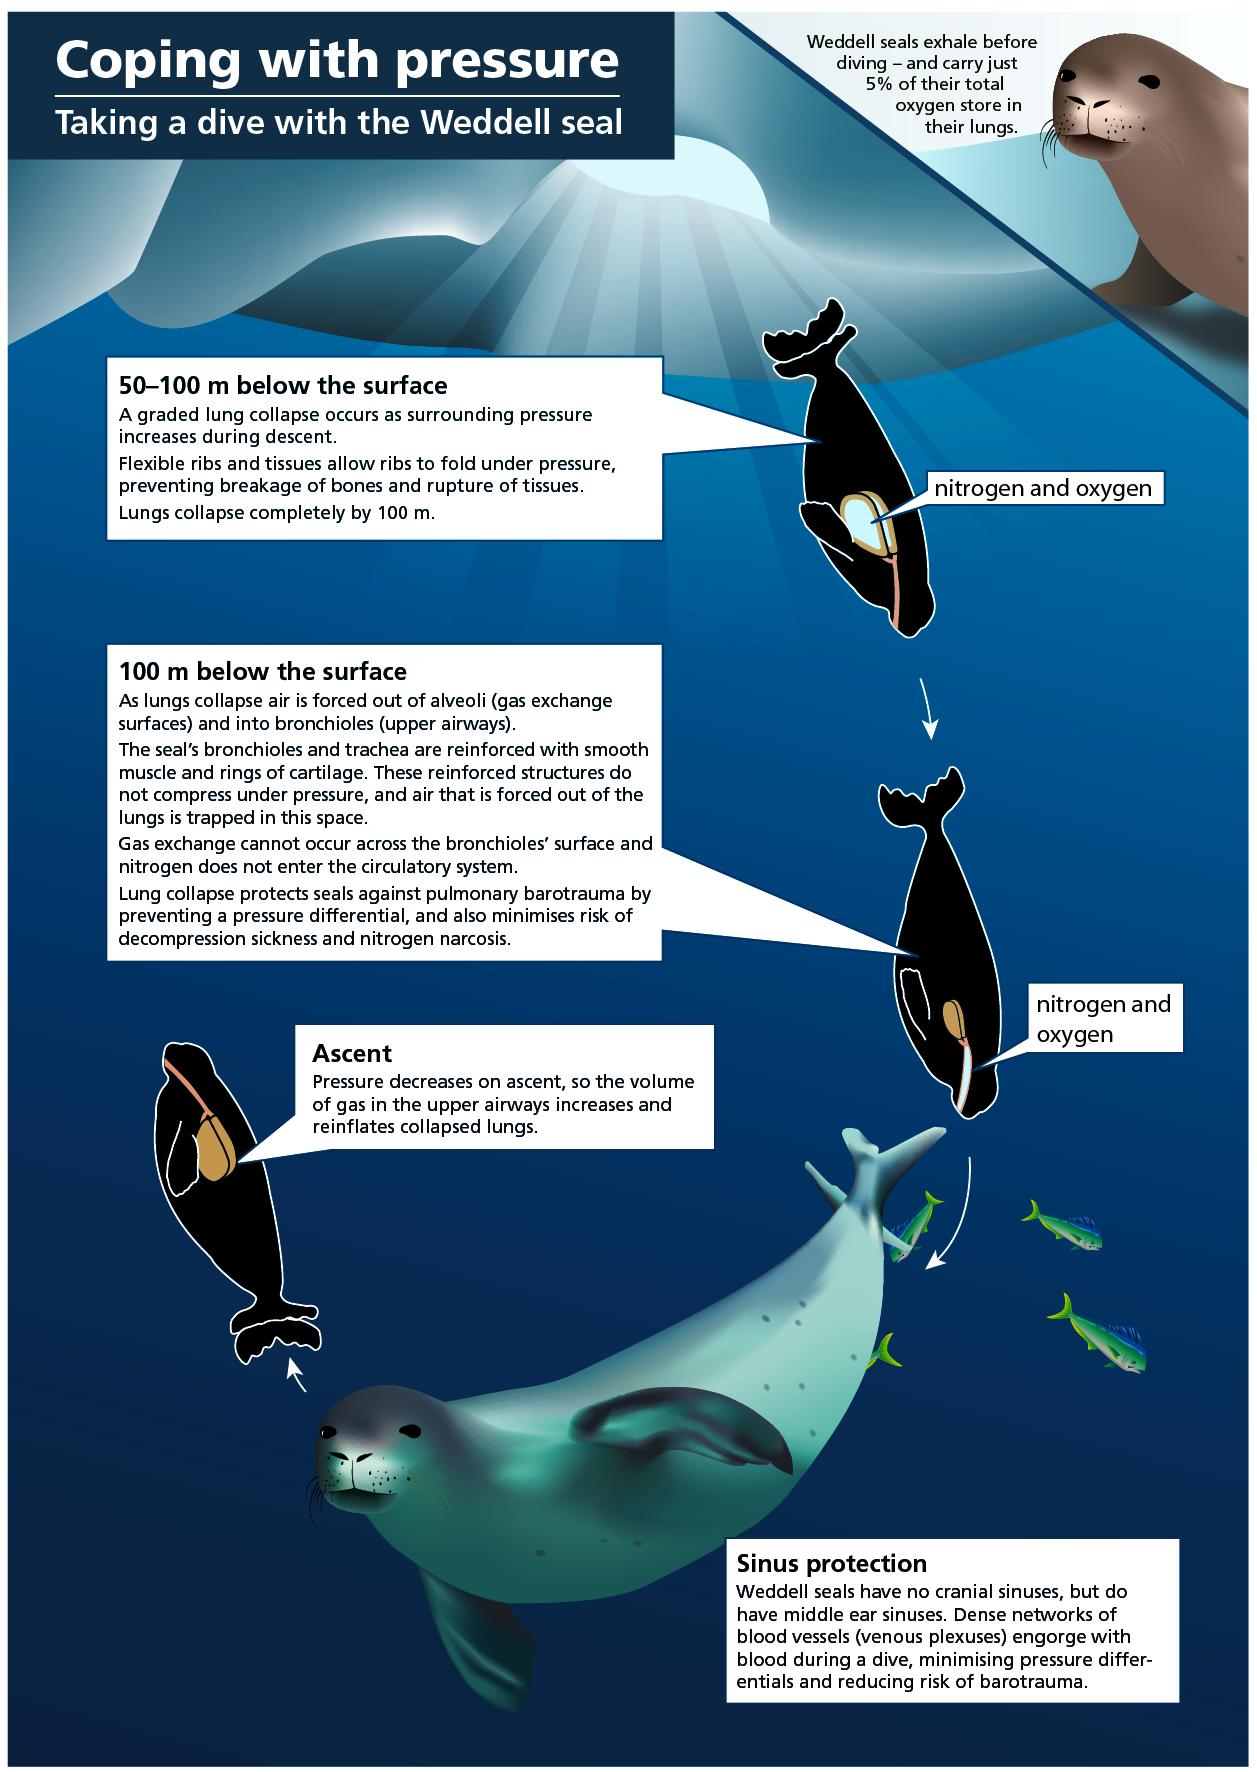 Coping with pressure
Taking a dive with the Weddell seal
Weddell seals exhale before
diving – and carry just
5% of their total
oxygen store in
their lungs.
50–100 m below the surface
A graded lung collapse occurs as surrounding pressure
increases during descent.
Flexible ribs and tissues allow ribs to fold under pressure,
preventing breakage of bones and rupture of tissues.
Lungs collapse completely by 100 m.
nitrogen and oxygen
100 m below the surface
As lungs collapse air is forced out of alveoli (gas exchange
surfaces) and into bronchioles (upper airways).
The seal’s bronchioles and trachea are reinforced with smooth
muscle and rings of cartilage. These reinforced structures do
not compress under pressure, and air that is forced out of the
lungs is trapped in this space.
Gas exchange cannot occur across the bronchioles’ surface and
nitrogen does not enter the circulatory system.
Lung collapse protects seals against pulmonary barotrauma by
preventing a pressure differential, and also minimises risk of
decompression sickness and nitrogen narcosis.
nitrogen and
oxygen
Ascent
Pressure decreases on ascent, so the volume
of gas in the upper airways increases and
reinflates collapsed lungs.
Sinus protection
Weddell seals have no cranial sinuses, but do
have middle ear sinuses. Dense networks of
blood vessels (venous plexuses) engorge with
blood during a dive, minimising pressure differ-
entials and reducing risk of barotrauma.